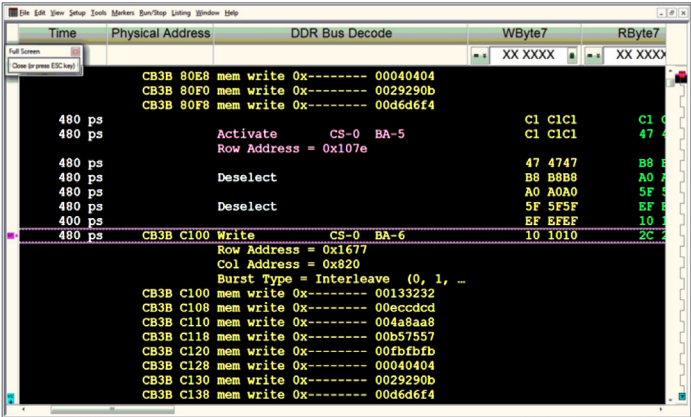 File Edit View Setup Tools Markers Run/Stop Listing Window Help
Time Physical Address DDR Bus Decode WByte7 RByte7
Full Screen
Close (or press ESC key)
XX XXXX XX XXXX
CB3B 80E8 mem write 0x-------- 00040404
CB3B 80F0 mem write 0x-------- 0029290b
CB3B 80F8 mem write 0x-------- 00d6d6f4
480 ps C1 C1C1 C1
480 ps Activate CS-0 BA-5 C1 C1C1 47 4
Row Address = 0x107e
480 ps 47 4747 B8
480 ps Deselect B8 B8B8 A0
480 ps A0 A0A0 5F
480 ps Deselect 5F 5F5F EF
400 ps EF EFEF 10 1
480 ps CB3B C100 Write CS-0 BA-6 10 1010 2C 2
Row Address = 0x1677
Col Address = 0x820
Burst Type = Interleave (0, 1, …
CB3B C100 mem write 0x-------- 00133232
CB3B C108 mem write 0x-------- 00eccdcd
CB3B C110 mem write 0x-------- 004a8aa8
CB3B C118 mem write 0x-------- 00b57557
CB3B C120 mem write 0x-------- 00fbfbfb
CB3B C128 mem write 0x-------- 00040404
CB3B C130 mem write 0x-------- 0029290b
CB3B C138 mem write 0x-------- 00d6d6f4